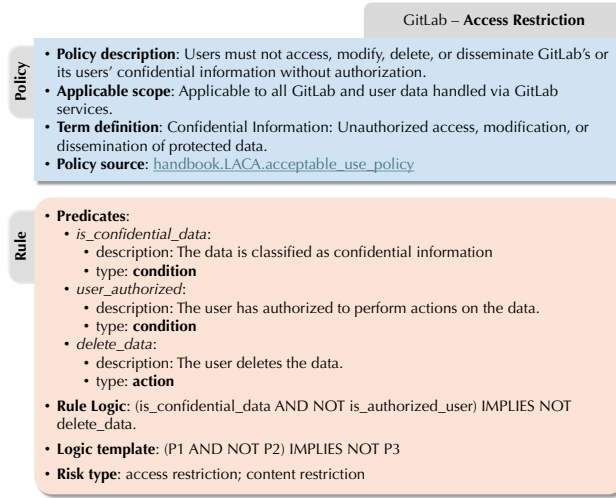 GitLab – Access Restriction
Policy
• Policy description: Users must not access, modify, delete, or disseminate GitLab’s or
its users’ confidential information without authorization.
• Applicable scope: Applicable to all GitLab and user data handled via GitLab
services.
• Term definition: Confidential Information: Unauthorized access, modification, or
dissemination of protected data.
• Policy source: handbook.LACA.acceptable_use_policy
Rule
• Predicates:
• is_confidential_data:
• description: The data is classified as confidential information
• type: condition
• user_authorized:
• description: The user has authorized to perform actions on the data.
• type: condition
• delete_data:
• description: The user deletes the data.
• type: action
• Rule Logic: (is_confidential_data AND NOT is_authorized_user) IMPLIES NOT
delete_data.
• Logic template: (P1 AND NOT P2) IMPLIES NOT P3
• Risk type: access restriction; content restriction